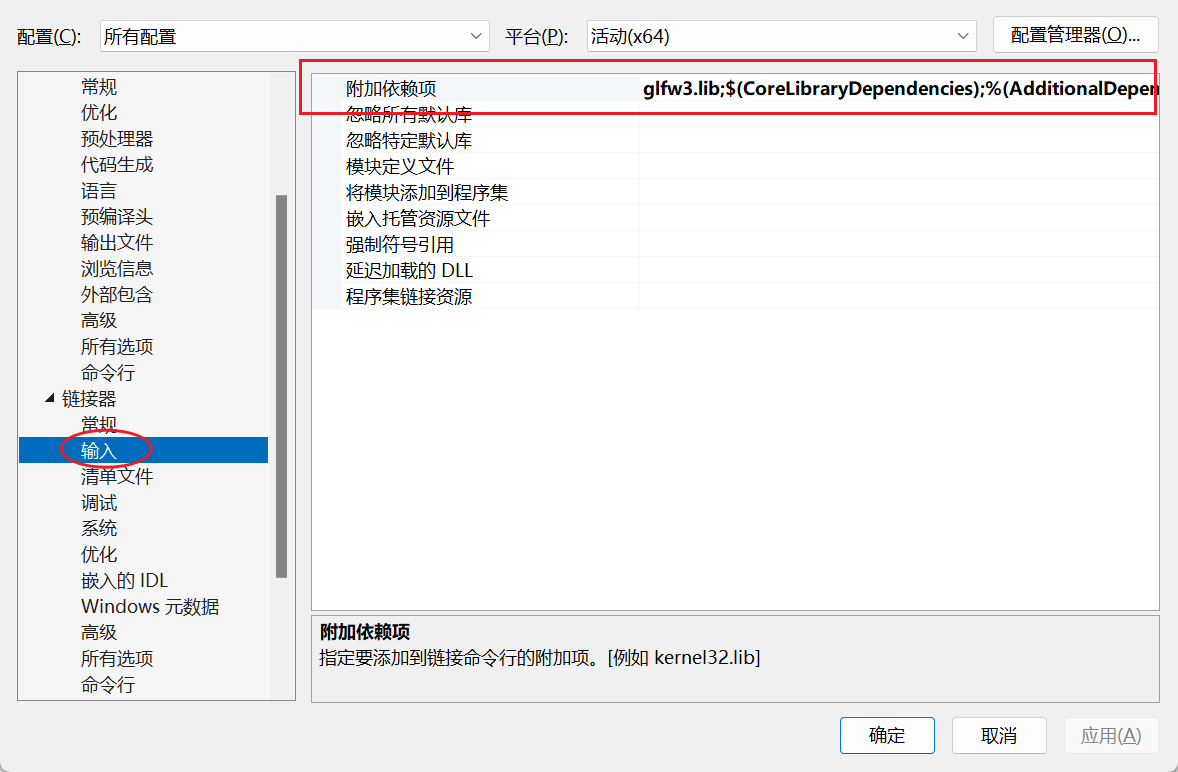 配置(C):
所有配置
平台(P):
活动(x64)
配置管理器(O)...
常规
优化
预处理器
代码生成
语言
预编译头
输出文件
浏览信息
外部包含
高级
所有选项
命令行
链接器
常规
输入
清单文件
调试
系统
优化
嵌入的 IDL
Windows 元数据
高级
所有选项
命令行
附加依赖项 glfw3.lib;$(CoreLibraryDependencies);%(AdditionalDepen
忽略所有默认库
忽略特定默认库
模块定义文件
将模块添加到程序集
嵌入托管资源文件
强制符号引用
延迟加载的 DLL
程序集链接资源
附加依赖项
指定要添加到链接命令行的附加项。[例如 kernel32.lib]
确定
取消
应用(A)